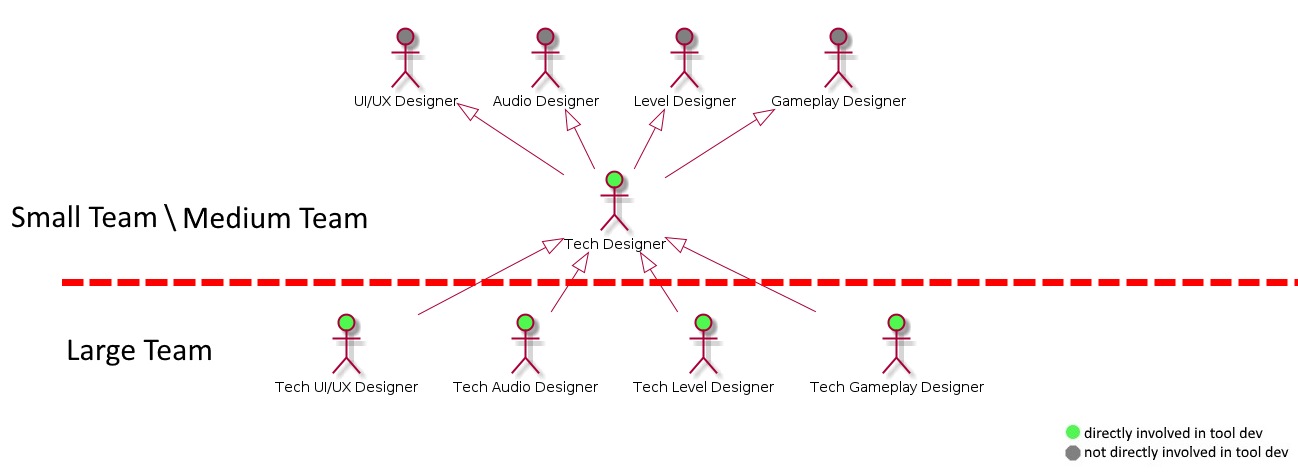 UI/UX Designer
Audio Designer
Level Designer
Gameplay Designer
Small Team \ Medium Team
Tech Designer
Large Team
Tech UI/UX Designer
Tech Audio Designer
Tech Level Designer
Tech Gameplay Designer
directly involved in tool dev
not directly involved in tool dev